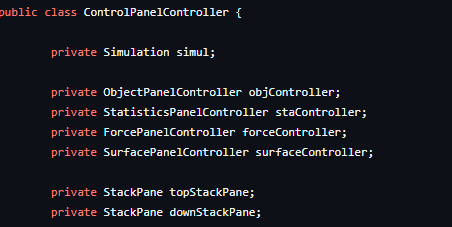 public class ControlPanelController {
private Simulation simul;
private ObjectPanelController objController;
private StatisticsPanelController staController;
private ForcePanelController forceController;
private SurfacePanelController surfaceController;
private StackPane topStackPane;
private StackPane downStackPane;